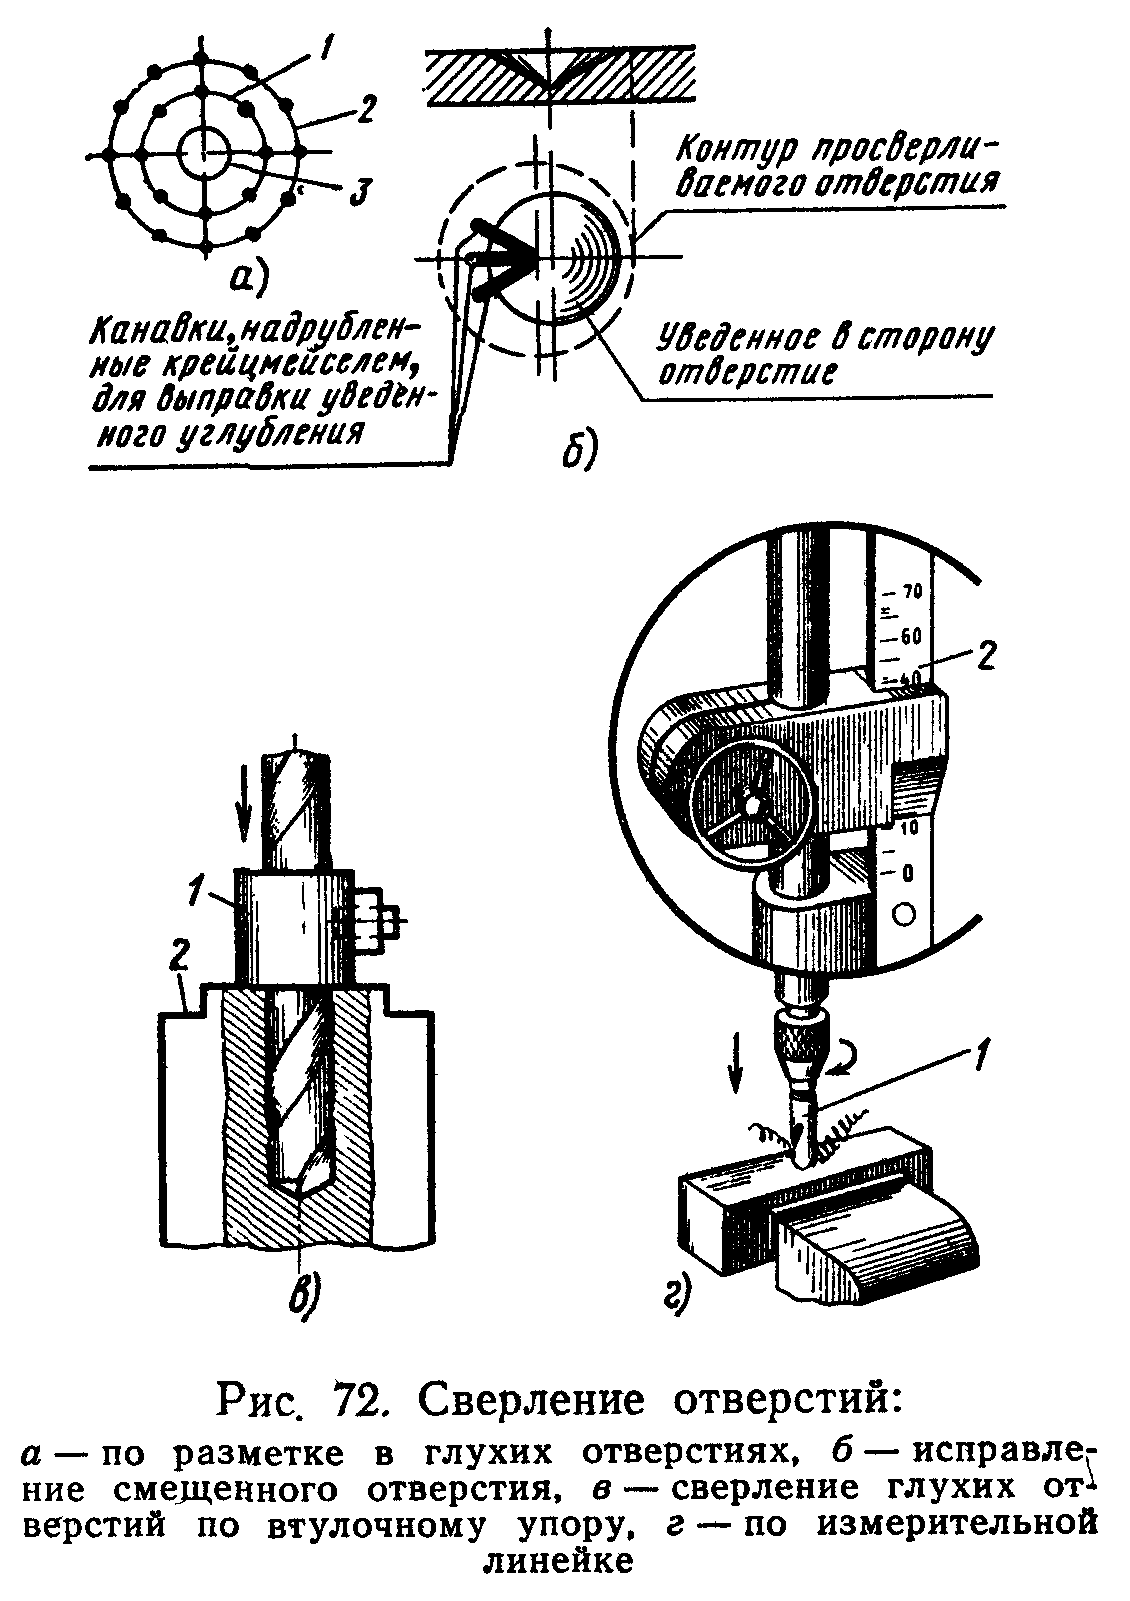 1
2
3
а)
Контур просверли-
ваемого отверстия
Канавки, надрублен-
ные крейцмейселем,
для выправки уведен-
ного углубления
Уведенное в сторону
отверстие
б)
70
60
40
10
0
2
1
1
2
в)
г)
Рис. 72. Сверление отверстий:
а — по разметке в глухих отверстиях, б — исправле-
ние смещенного отверстия, в — сверление глухих от-
верстий по втулочному упору, г — по измерительной
линейке